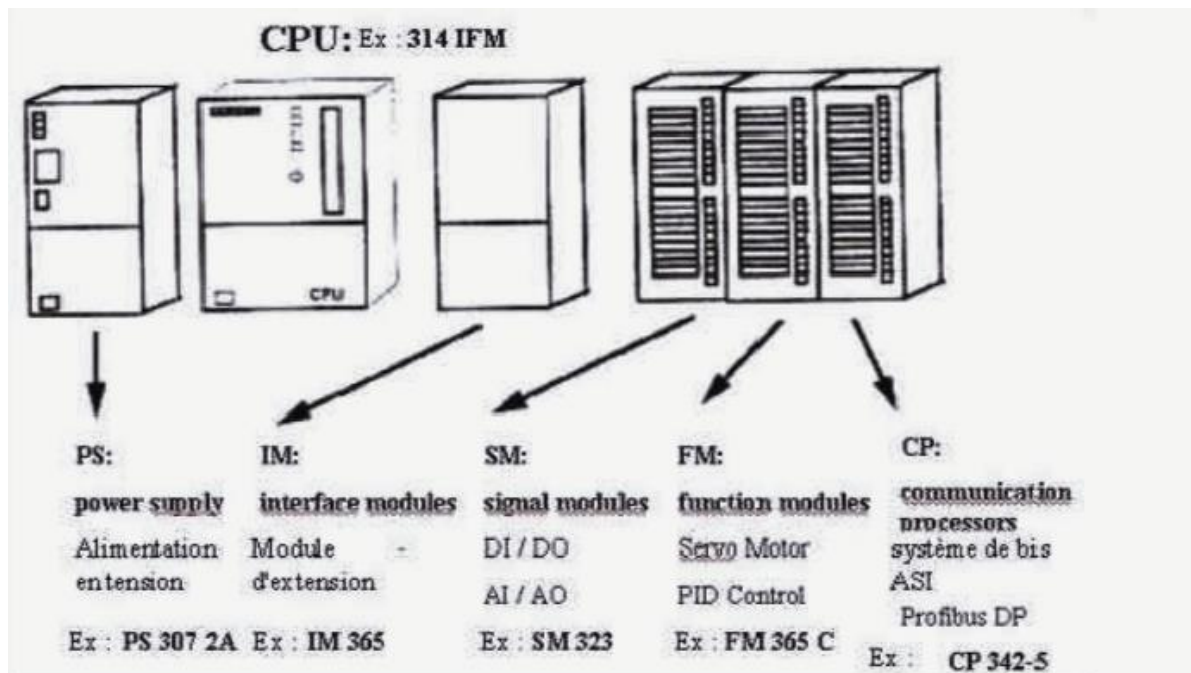 CPU: Ex : 314 IFM
CPU
PS:
power supply
Alimentation
en tension
Ex : PS 307 2A
IM:
interface modules
Module -
d'extension
Ex : IM 365
SM:
signal modules
DI / DO
AI / AO
Ex : SM 323
FM:
function modules
Servo Motor
PID Control
Ex : FM 365 C
CP:
communication
processors
système de bis
ASI
Profibus DP
Ex : CP 342-5